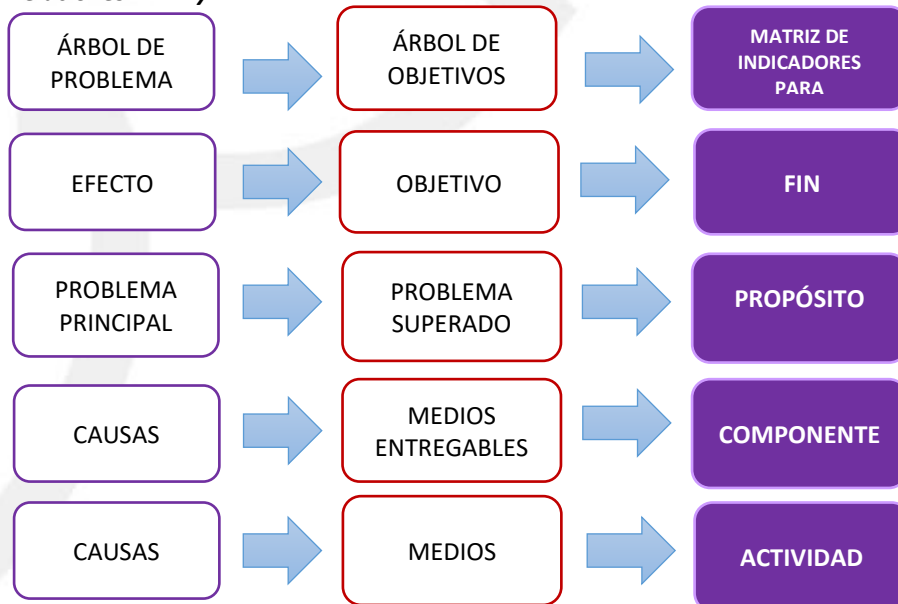 ÁRBOL DE
PROBLEMA
ÁRBOL DE
OBJETIVOS
MATRIZ DE
INDICADORES
PARA
EFECTO
OBJETIVO
FIN
PROBLEMA
PRINCIPAL
PROBLEMA
SUPERADO
PROPÓSITO
CAUSAS
MEDIOS
ENTREGABLES
COMPONENTE
CAUSAS
MEDIOS
ACTIVIDAD